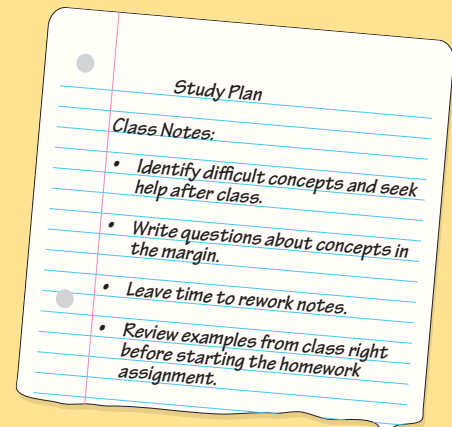 Study Plan
Class Notes:
• Identify difficult concepts and seek
help after class.
• Write questions about concepts in
the margin.
• Leave time to rework notes.
• Review examples from class right
before starting the homework
assignment.